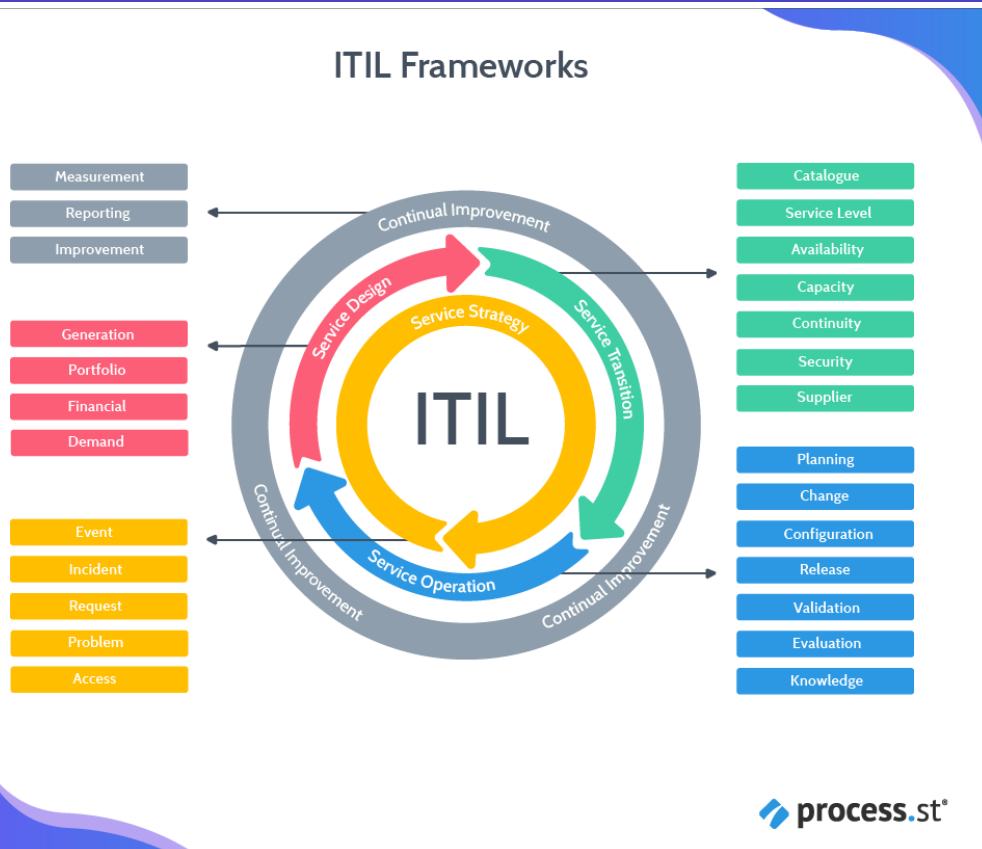 ITIL Frameworks
Measurement
Reporting
Improvement
Generation
Portfolio
Financial
Demand
Event
Incident
Request
Problem
Access
Continual Improvement
Service Design
Service Strategy
Service Transition
ITIL
Service Operation
Continual Improvement
Continual Improvement
Catalogue
Service Level
Availability
Capacity
Continuity
Security
Supplier
Planning
Change
Configuration
Release
Validation
Evaluation
Knowledge
process.st®